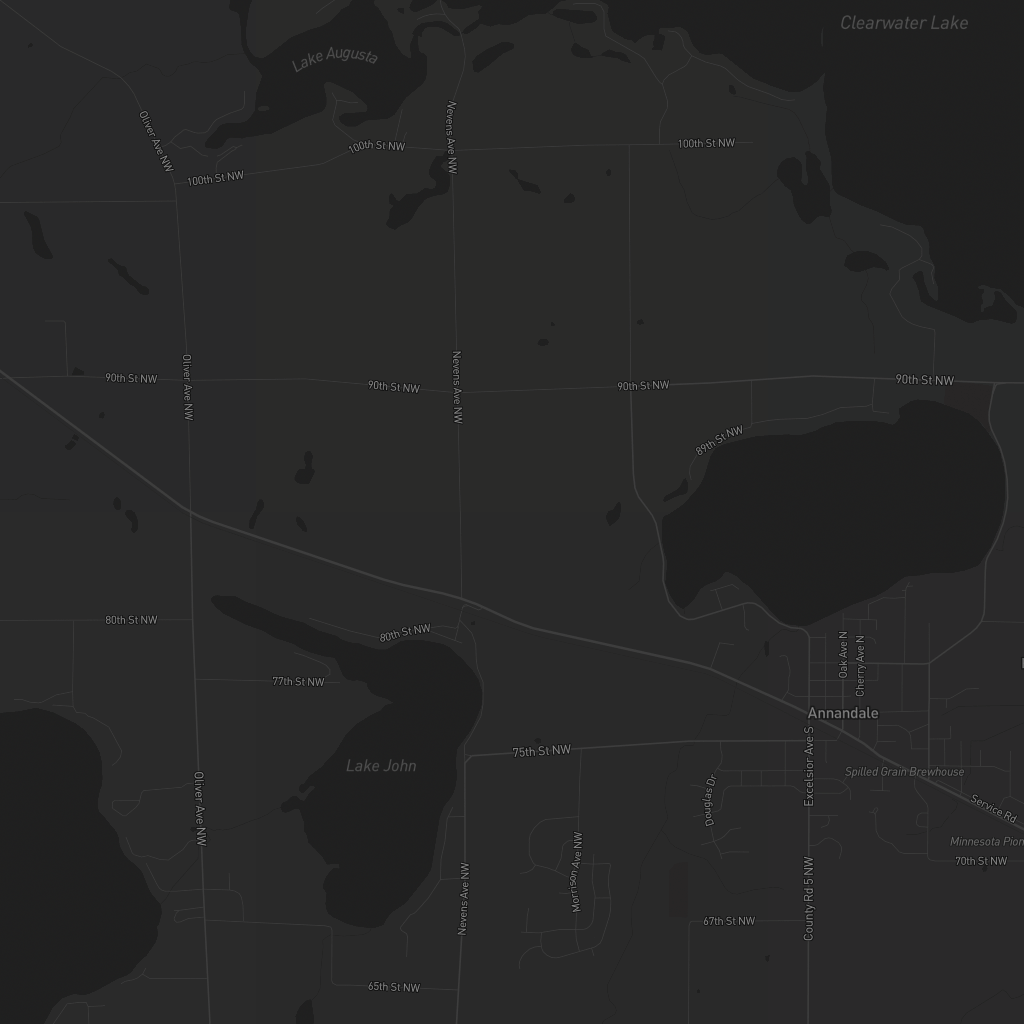 Clearwater Lake
Lake Augusta
Oliver Ave NW
Nevens Ave NW
100th St NW
100th St NW
100th St NW
90th St NW
Oliver Ave NW
90th St NW
Nevens Ave NW
90th St NW
90th St NW
89th St NW
80th St NW
80th St NW
77th St NW
Oak Ave N
Cherry Ave N
Annandale
75th St NW
Lake John
Excelsior Ave S
Spilled Grain Brewhouse
Douglas Dr
Service Rd
Oliver Ave NW
Minnesota Pion
70th St NW
Morrison Ave NW
Nevens Ave NW
County Rd 5 NW
67th St NW
65th St NW